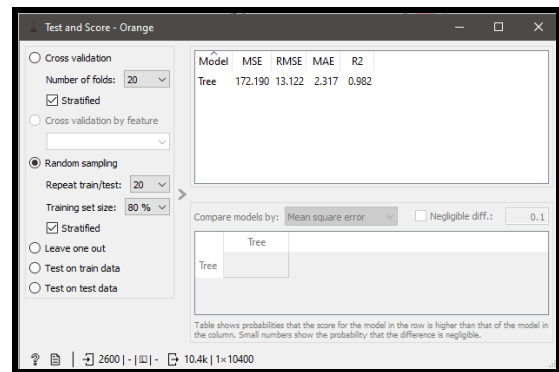 Test and Score - Orange
Cross validation
Number of folds: 20
Stratified
Cross validation by feature
Random sampling
Repeat train/test: 20
Training set size: 80 %
Stratified
Leave one out
Test on train data
Test on test data
Model MSE RMSE MAE R2
Tree 172.190 13.122 2.317 0.982
Compare models by: Mean square error Negligible diff.: 0.1
Tree
Tree
Table shows probabilities that the score for the model in the row is higher than that of the model in
the column. Small numbers show the probability that the difference is negligible.
2600 | - | - 10.4k | 1×10400